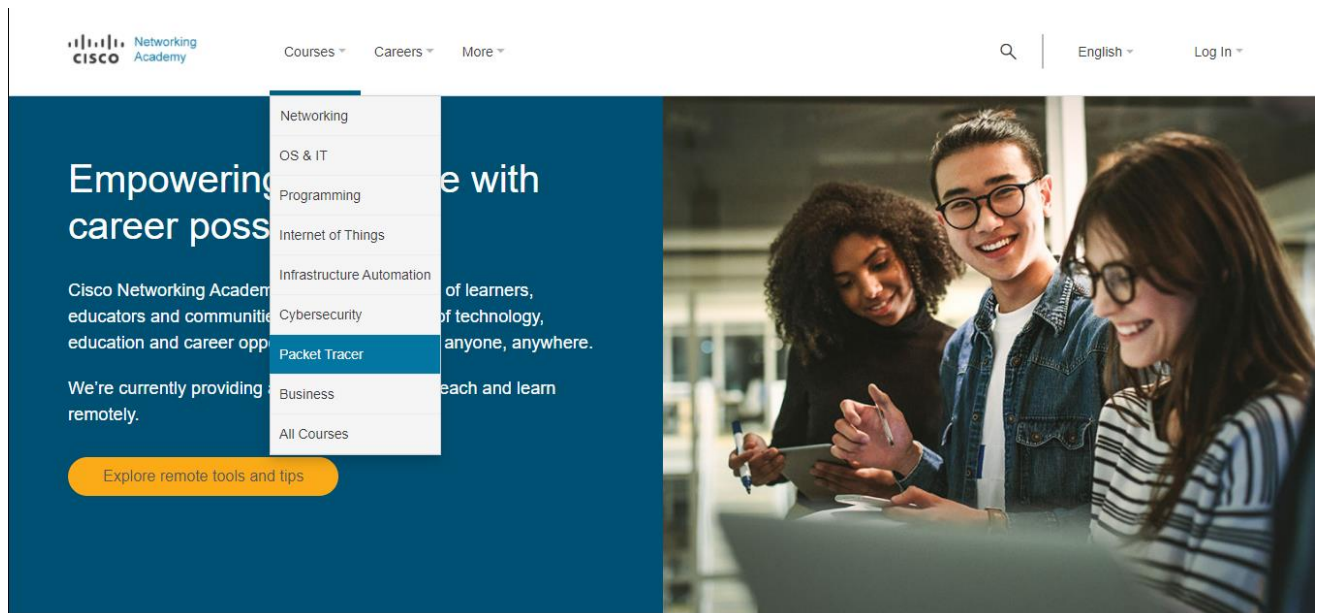 Networking
CISCO Academy
Courses Careers More English Log In
Networking
OS & IT
Programming
Internet of Things
Infrastructure Automation
Cybersecurity
Packet Tracer
Business
All Courses
Empowering e with
career poss
Cisco Networking Academ of learners,
educators and communitie of technology,
education and career opp anyone, anywhere.
We're currently providing each and learn
remotely.
Explore remote tools and tips